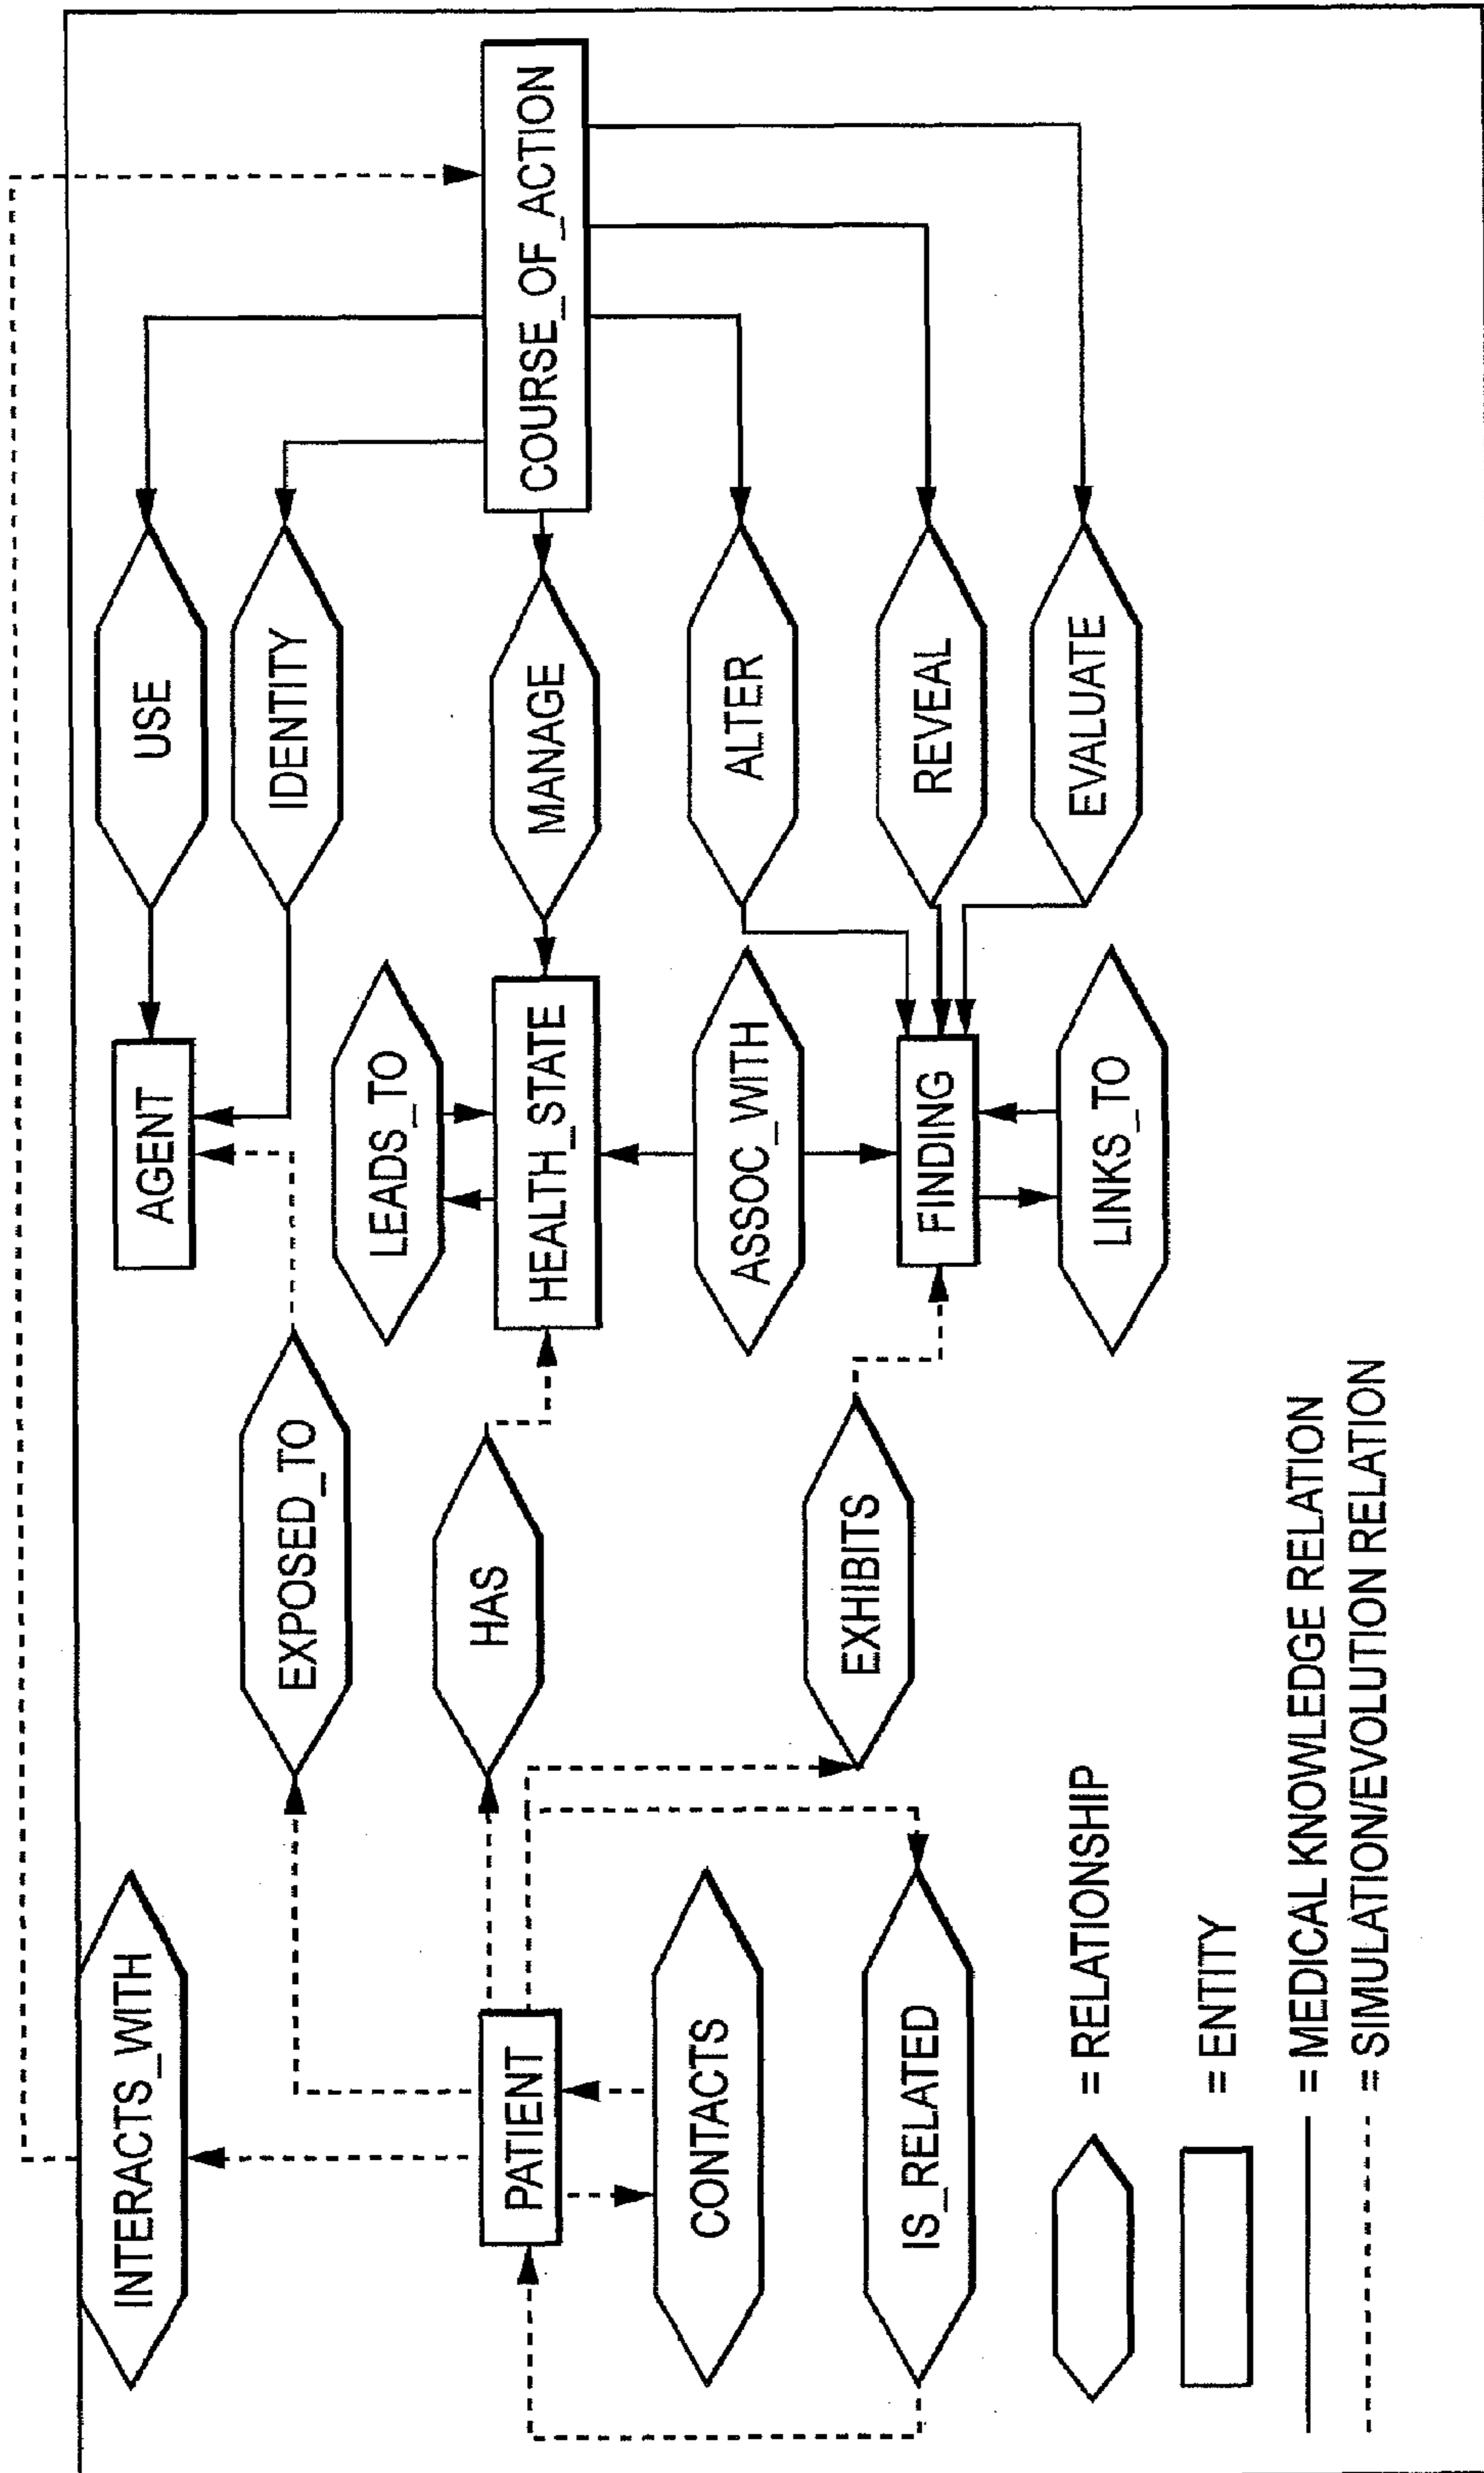 INTERACTS_WITH
USE
AGENT
IDENTITY
EXPOSED_TO
LEADS_TO
HAS
PATIENT
HEALTH_STATE
MANAGE
COURSE_OF_ACTION
CONTACTS
ASSOC_WITH
ALTER
EXHIBITS
IS_RELATED
FINDING
REVEAL
LINKS_TO
EVALUATE
= RELATIONSHIP
= ENTITY
= MEDICAL KNOWLEDGE RELATION
= SIMULATION/EVOLUTION RELATION